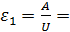 ε₁ = A/U =